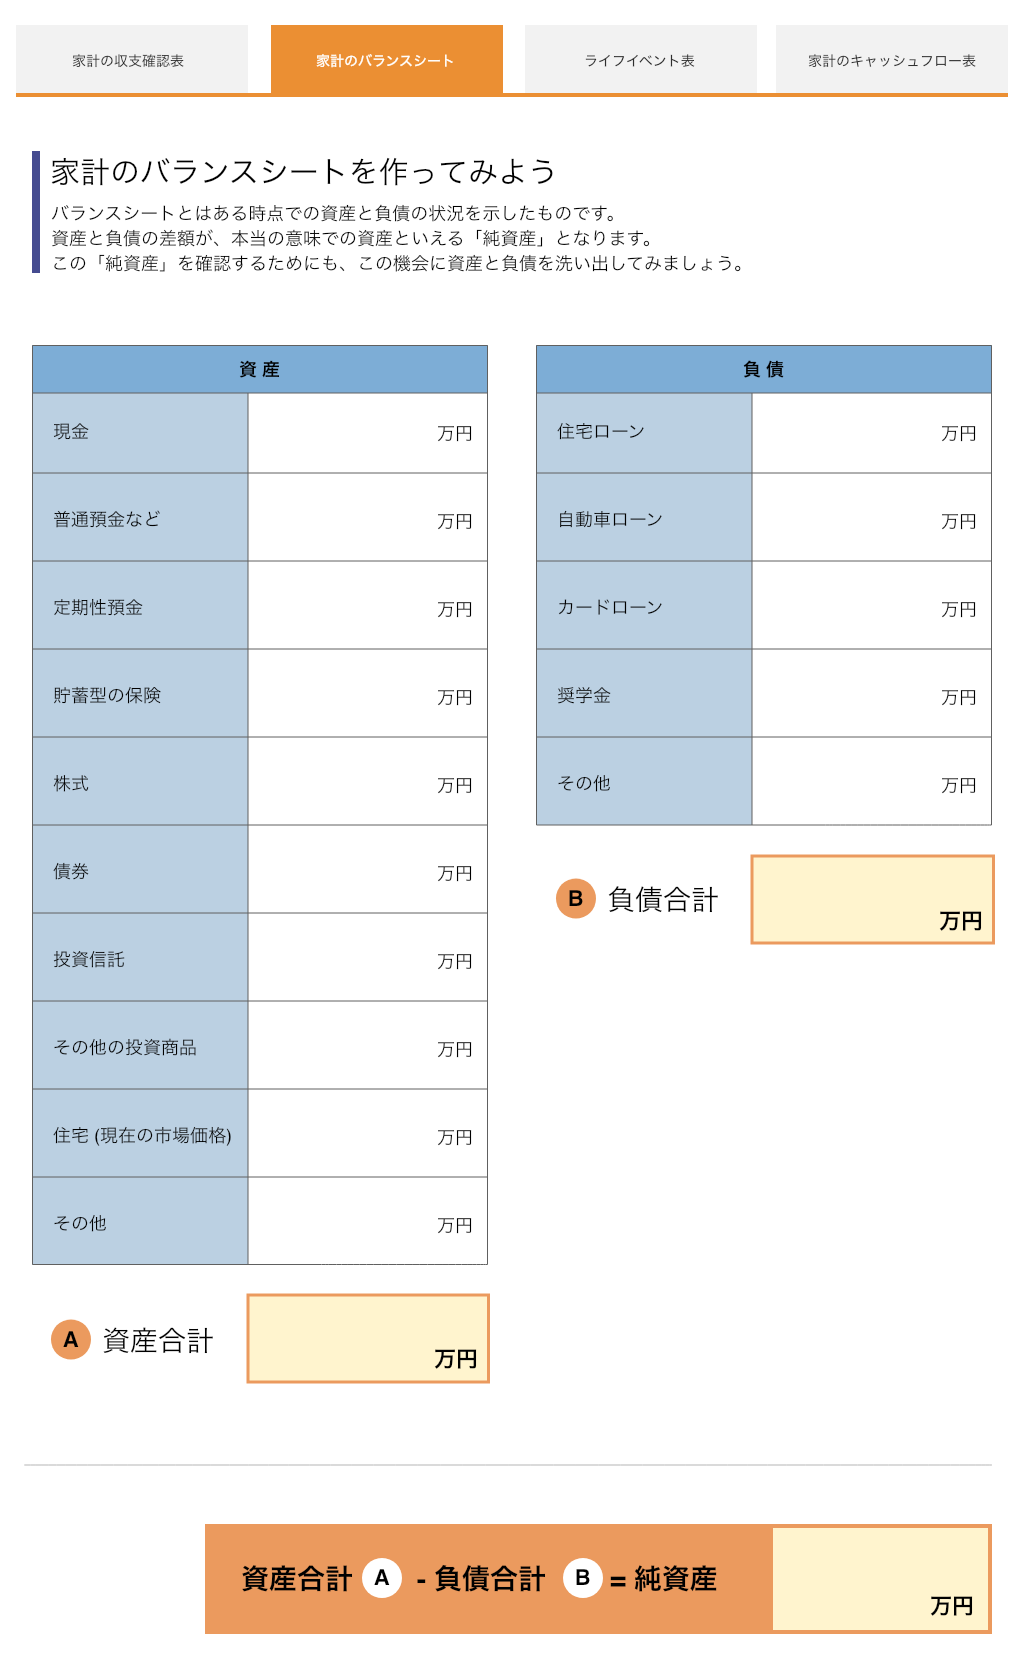 家計の収支確認表
家計のバランスシート
ライフイベント表
家計のキャッシュフロー表
家計のバランスシートを作ってみよう
バランスシートとはある時点での資産と負債の状況を示したものです。
資産と負債の差額が、本当の意味での資産といえる「純資産」となります。
この「純資産」を確認するためにも、この機会に資産と負債を洗い出してみましょう。
資 産
現金 万円
普通預金など 万円
定期性預金 万円
貯蓄型の保険 万円
株式 万円
債券 万円
投資信託 万円
その他の投資商品 万円
住宅 (現在の市場価格) 万円
その他 万円
A 資産合計 万円
負 債
住宅ローン 万円
自動車ローン 万円
カードローン 万円
奨学金 万円
その他 万円
B 負債合計 万円
資産合計 A - 負債合計 B = 純資産 万円